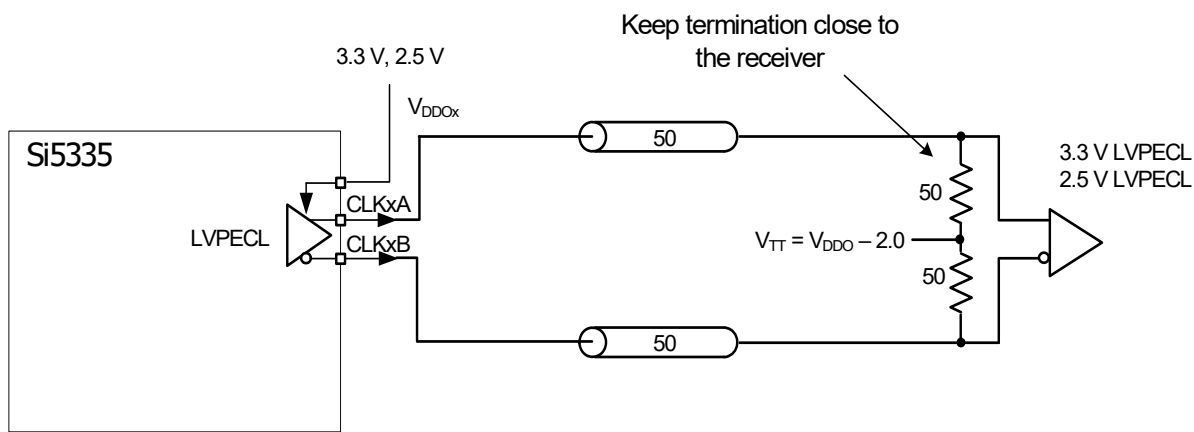 Keep termination close to
the receiver
3.3 V, 2.5 V
VDDOx
50
Si5335
3.3 V LVPECL
2.5 V LVPECL
50
CLKxA
LVPECL
VTT = VDDO – 2.0
CLKxB
50
50